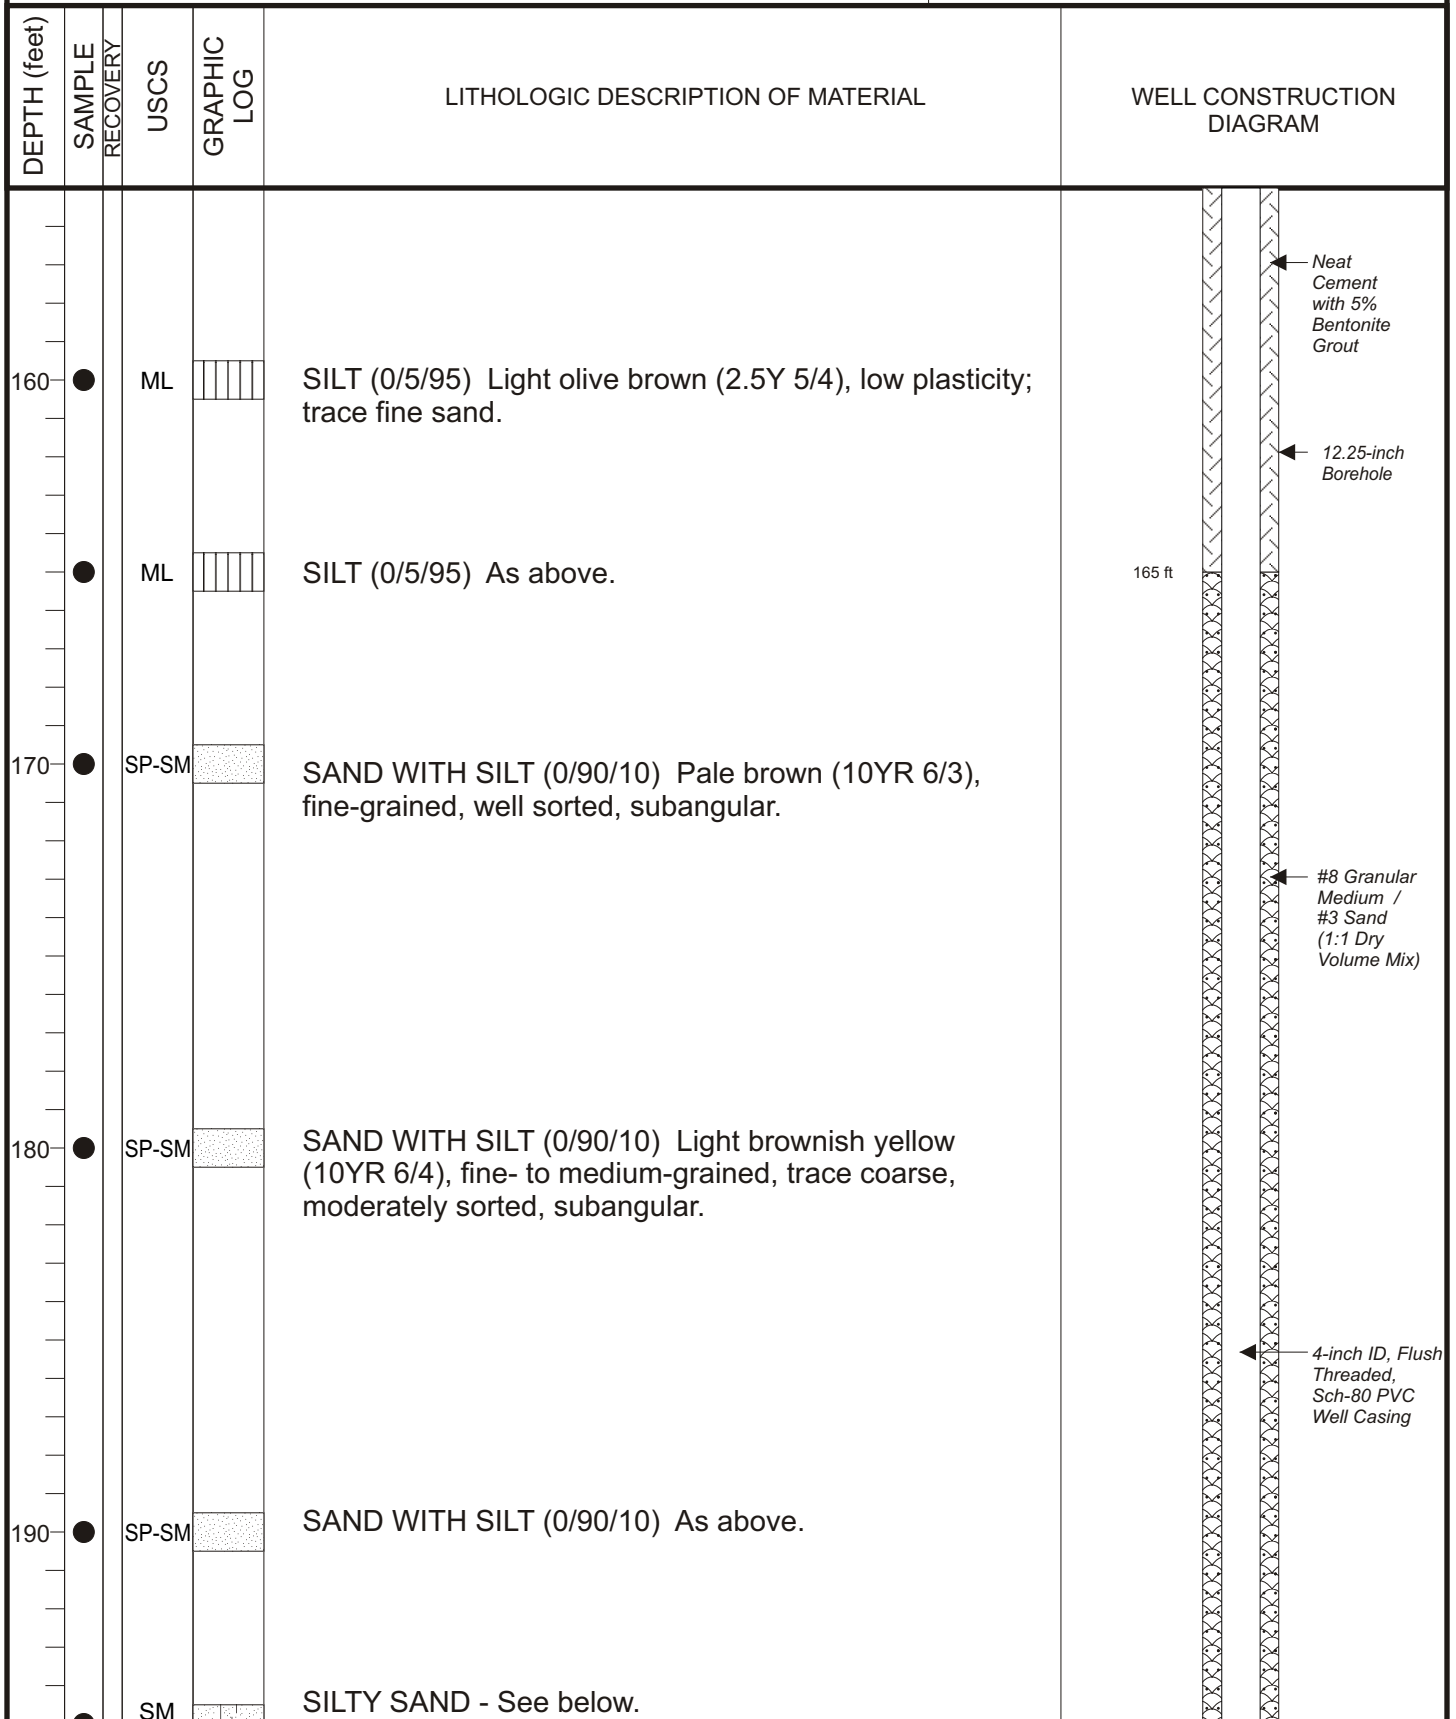 DEPTH (feet)
SAMPLE
RECOVERY
USCS
GRAPHIC
LOG
LITHOLOGIC DESCRIPTION OF MATERIAL
WELL CONSTRUCTION
DIAGRAM
Neat
Cement
with 5%
Bentonite
Grout
160
ML
SILT (0/5/95)  Light olive brown (2.5Y 5/4), low plasticity;
trace fine sand.
12.25-inch
Borehole
ML
SILT (0/5/95)  As above.
165 ft
170
SP-SM
SAND WITH SILT (0/90/10)  Pale brown (10YR 6/3),
fine-grained, well sorted, subangular.
#8 Granular
Medium /
#3 Sand
(1:1 Dry
Volume Mix)
180
SP-SM
SAND WITH SILT (0/90/10)  Light brownish yellow
(10YR 6/4), fine- to medium-grained, trace coarse,
moderately sorted, subangular.
4-inch ID, Flush
Threaded,
Sch-80 PVC
Well Casing
190
SP-SM
SAND WITH SILT (0/90/10)  As above.
SM
SILTY SAND - See below.